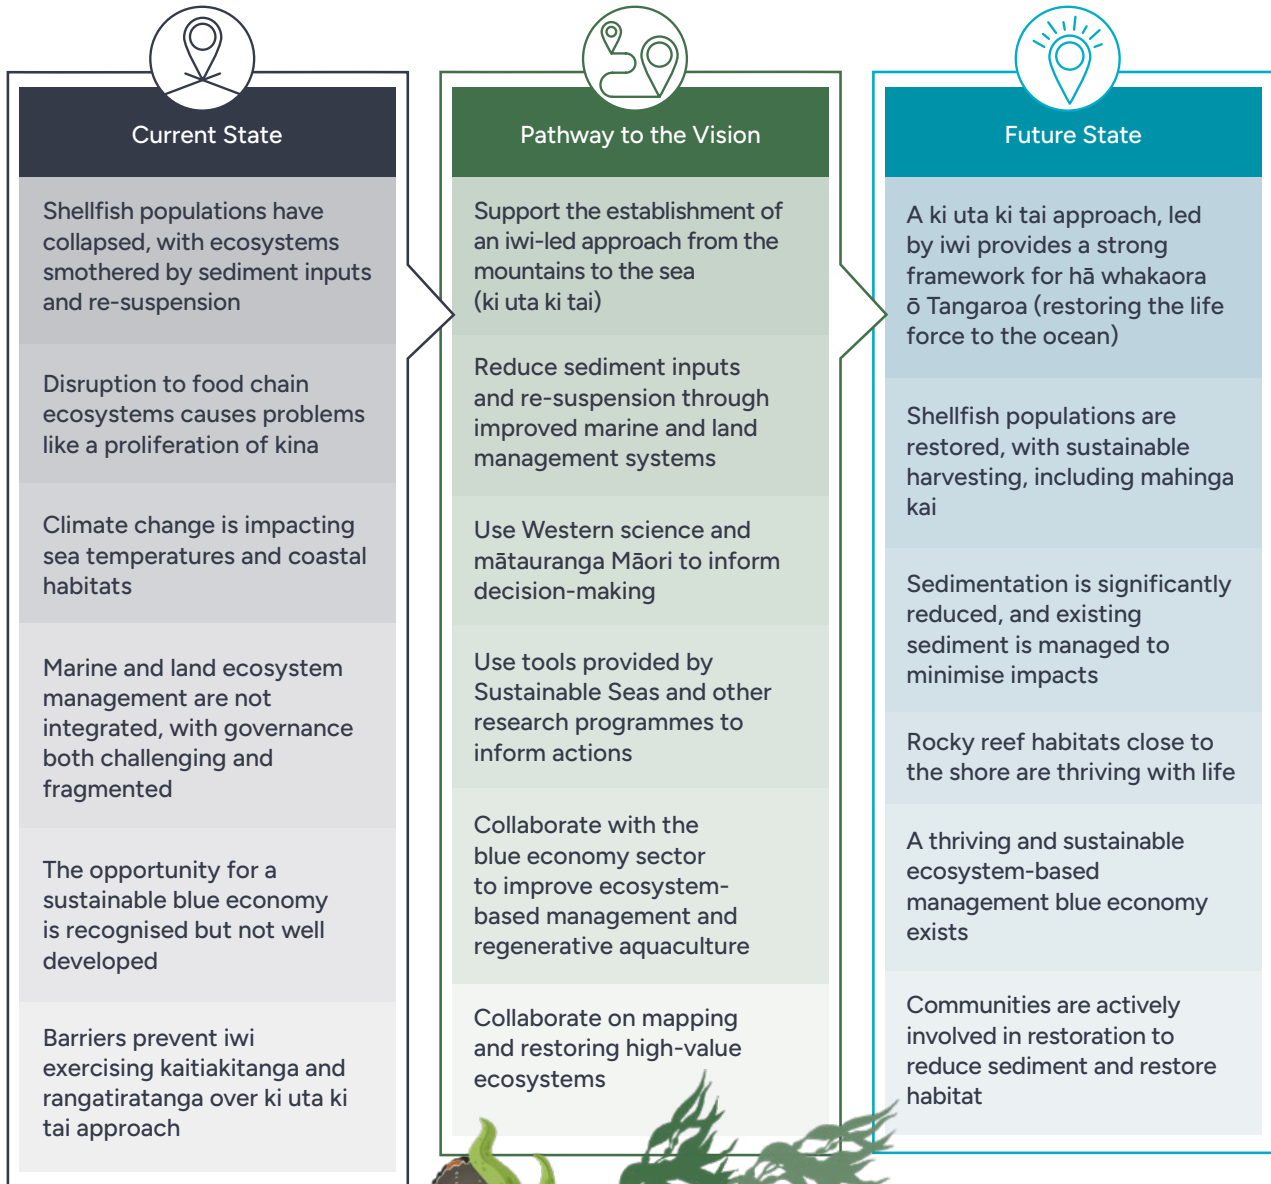 Current State
Shellfish populations have
collapsed, with ecosystems
smothered by sediment inputs
and re-suspension
Disruption to food chain
ecosystems causes problems
like a proliferation of kina
Climate change is impacting
sea temperatures and coastal
habitats
Marine and land ecosystem
management are not
integrated, with governance
both challenging and
fragmented
The opportunity for a
sustainable blue economy
is recognised but not well
developed
Barriers prevent iwi
exercising kaitiakitanga and
rangatiratanga over ki uta ki
tai approach
Pathway to the Vision
Support the establishment of
an iwi-led approach from the
mountains to the sea
(ki uta ki tai)
Reduce sediment inputs
and re-suspension through
improved marine and land
management systems
Use Western science and
mātauranga Māori to inform
decision-making
Use tools provided by
Sustainable Seas and other
research programmes to
inform actions
Collaborate with the
blue economy sector
to improve ecosystem-
based management and
regenerative aquaculture
Collaborate on mapping
and restoring high-value
ecosystems
Future State
A ki uta ki tai approach, led
by iwi provides a strong
framework for hā whakaora
ō Tangaroa (restoring the life
force to the ocean)
Shellfish populations are
restored, with sustainable
harvesting, including mahinga
kai
Sedimentation is significantly
reduced, and existing
sediment is managed to
minimise impacts
Rocky reef habitats close to
the shore are thriving with life
A thriving and sustainable
ecosystem-based
management blue economy
exists
Communities are actively
involved in restoration to
reduce sediment and restore
habitat